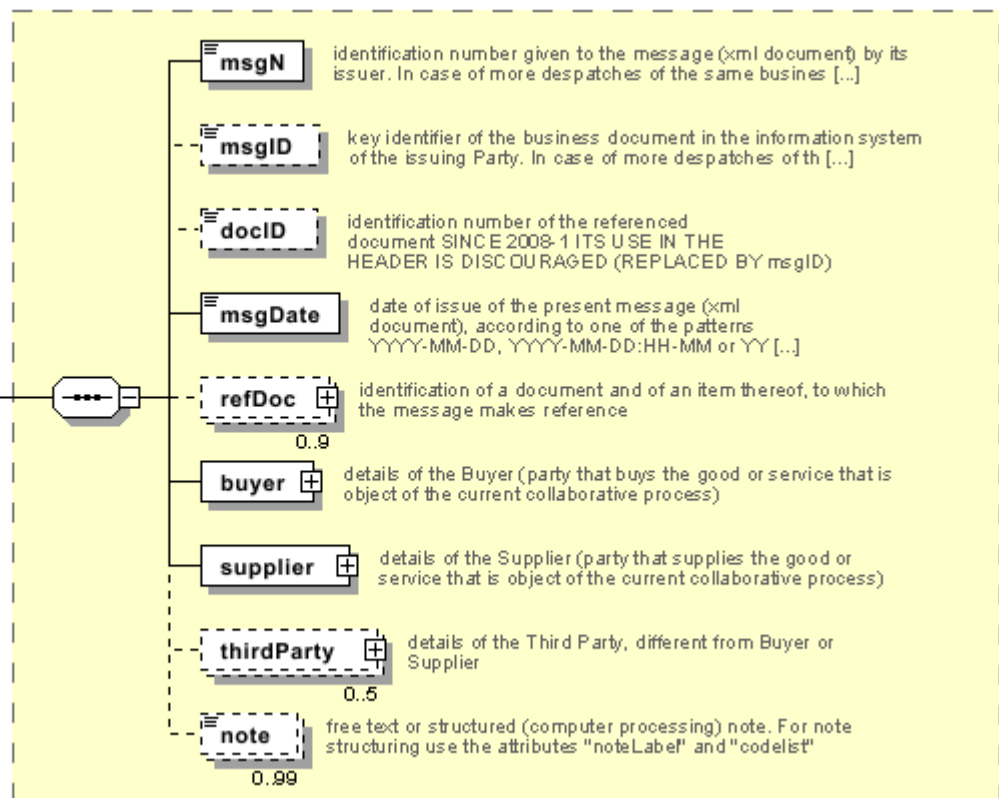 msgN
identification number given to the message (xml document) by its
issuer. In case of more despatches of the same busines [...]
msgID
key identifier of the business document in the information system
of the issuing Party. In case of more despatches of th [...]
docID
identification number of the referenced
document SINCE 2008-1 ITS USE IN THE
HEADER IS DISCOURAGED (REPLACED BY msgID)
msgDate
date of issue of the present message (xml
document), according to one of the patterns
YYYY-MM-DD, YYYY-MM-DD:HH-MM or YY [...]
refDoc
0..9
identification of a document and of an item thereof, to which
the message makes reference
buyer
details of the Buyer (party that buys the good or service that is
object of the current collaborative process)
supplier
details of the Supplier (party that supplies the good or
service that is object of the current collaborative process)
thirdParty
0..5
details of the Third Party, different from Buyer or
Supplier
note
0..99
free text or structured (computer processing) note. For note
structuring use the attributes "noteLabel" and "codelist"